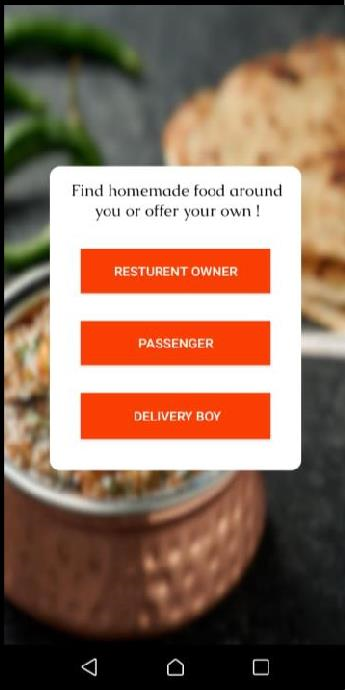 Find homemade food around
you or offer your own !
RESTURENT OWNER
PASSENGER
DELIVERY BOY